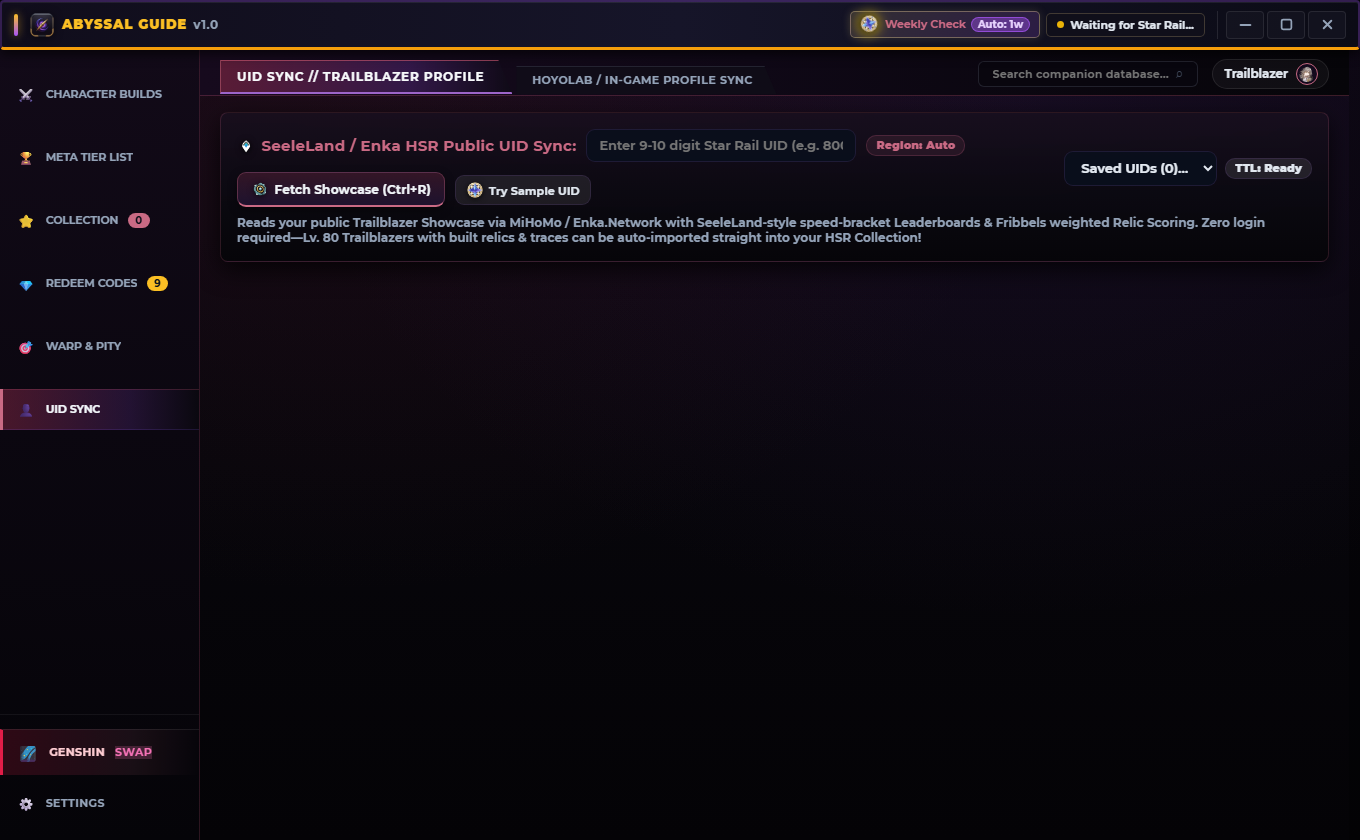 ABYSSAL GUIDE v1.0
Weekly Check Auto: 1w
Waiting for Star Rail...
CHARACTER BUILDS
META TIER LIST
COLLECTION 0
REDEEM CODES 9
WARP & PITY
UID SYNC
GENSHIN SWAP
SETTINGS
UID SYNC // TRAILBLAZER PROFILE
HOYOLAB / IN-GAME PROFILE SYNC
Search companion database...
Trailblazer
SeeleLand / Enka HSR Public UID Sync:
Enter 9-10 digit Star Rail UID (e.g. 800
Region: Auto
Saved UIDs (0)...
TTL: Ready
Fetch Showcase (Ctrl+R)
Try Sample UID
Reads your public Trailblazer Showcase via MiHoMo / Enka.Network with SeeleLand-style speed-bracket Leaderboards & Fribbels weighted Relic Scoring. Zero login
required—Lv. 80 Trailblazers with built relics & traces can be auto-imported straight into your HSR Collection!